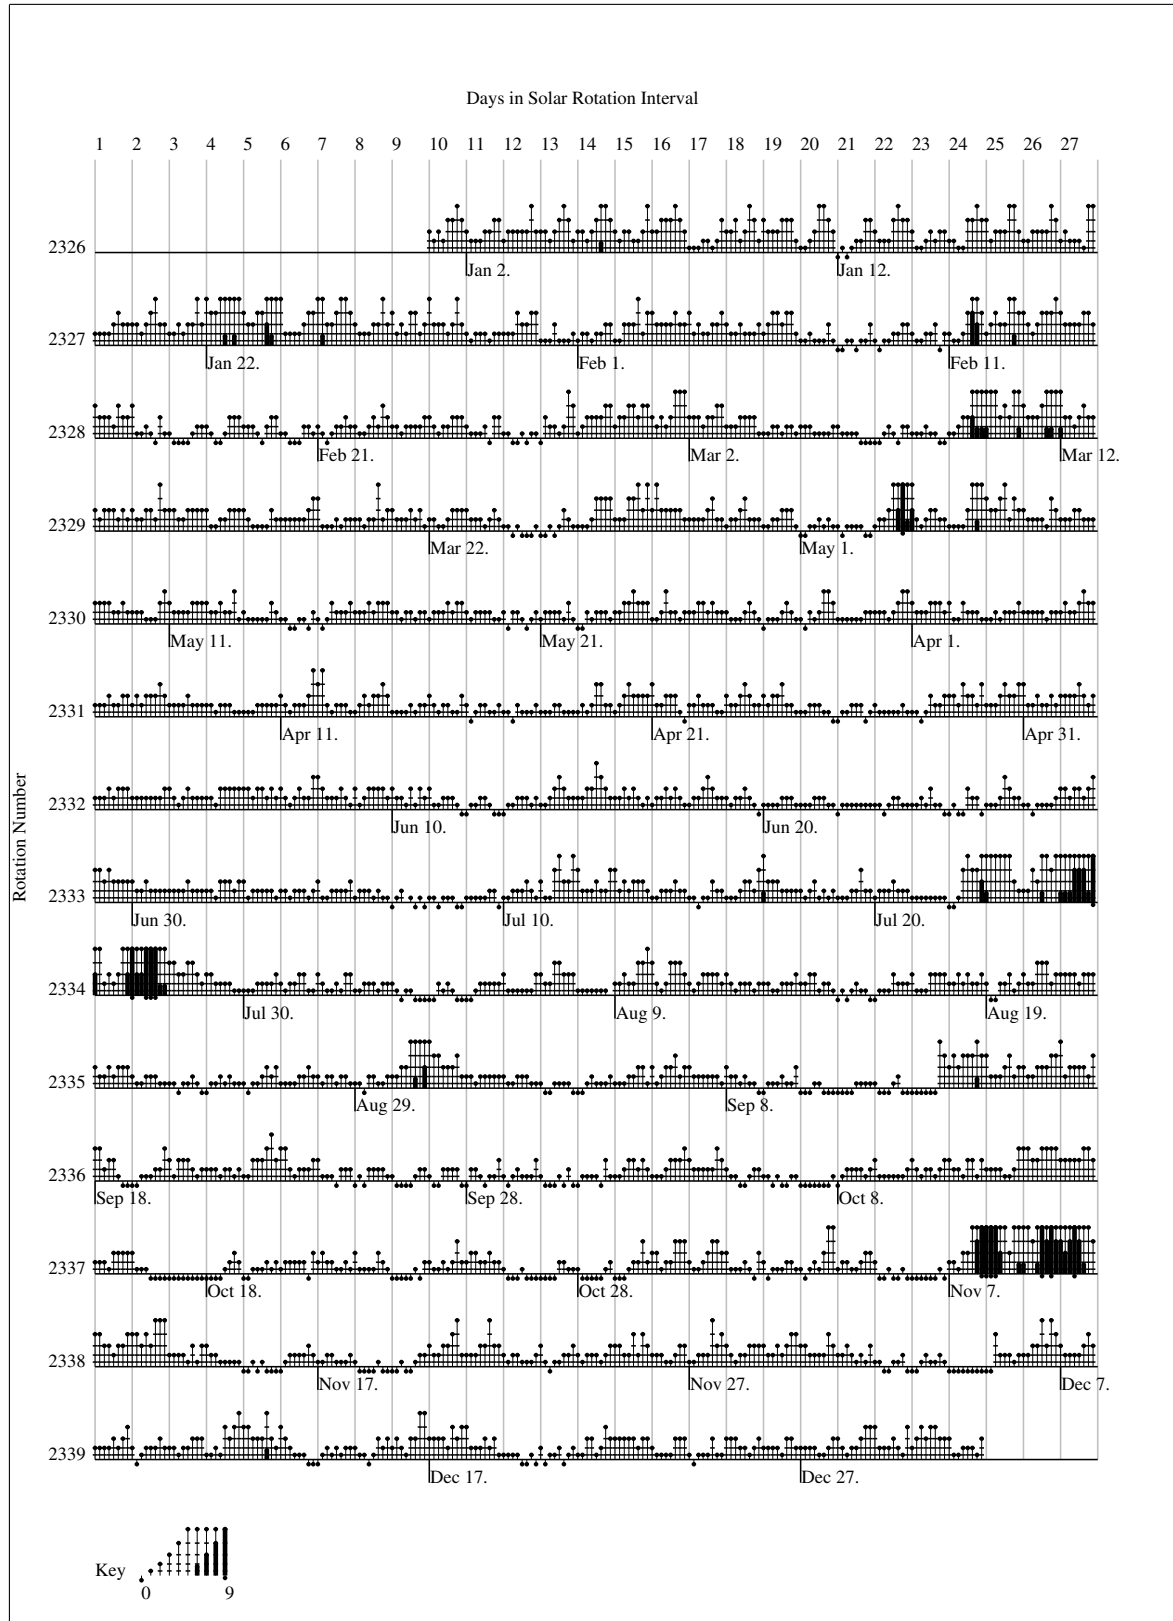 Days in Solar Rotation Interval
1 2 3 4 5 6 7 8 9 10 11 12 13 14 15 16 17 18 19 20 21 22 23 24 25 26 27
2326
Jan 2. Jan 12.
2327
Jan 22. Feb 1. Feb 11.
2328
Feb 21. Mar 2. Mar 12.
2329
Mar 22. May 1.
2330
May 11. May 21. Apr 1.
2331
Apr 11. Apr 21. Apr 31.
Rotation Number
2332
Jun 10. Jun 20.
2333
Jun 30. Jul 10. Jul 20.
2334
Jul 30. Aug 9. Aug 19.
2335
Aug 29. Sep 8.
2336
Sep 18. Sep 28. Oct 8.
2337
Oct 18. Oct 28. Nov 7.
2338
Nov 17. Nov 27. Dec 7.
2339
Dec 17. Dec 27.
Key
0 9